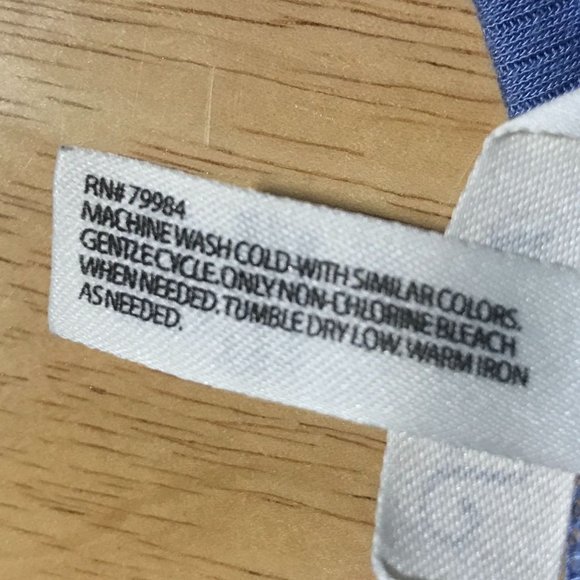 RN# 79984
MACHINE WASH COLD-WITH SIMILAR COLORS.
GENTLE CYCLE. ONLY NON-CHLORINE BLEACH
WHEN NEEDED. TUMBLE DRY LOW. WARM IRON
AS NEEDED.